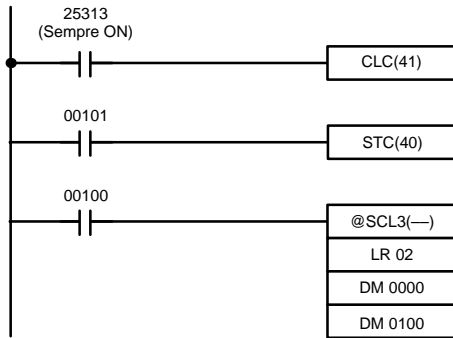 25313
(Sempre ON)
CLC(41)
00101
STC(40)
00100
@SCL3(––)
LR 02
DM 0000
DM 0100